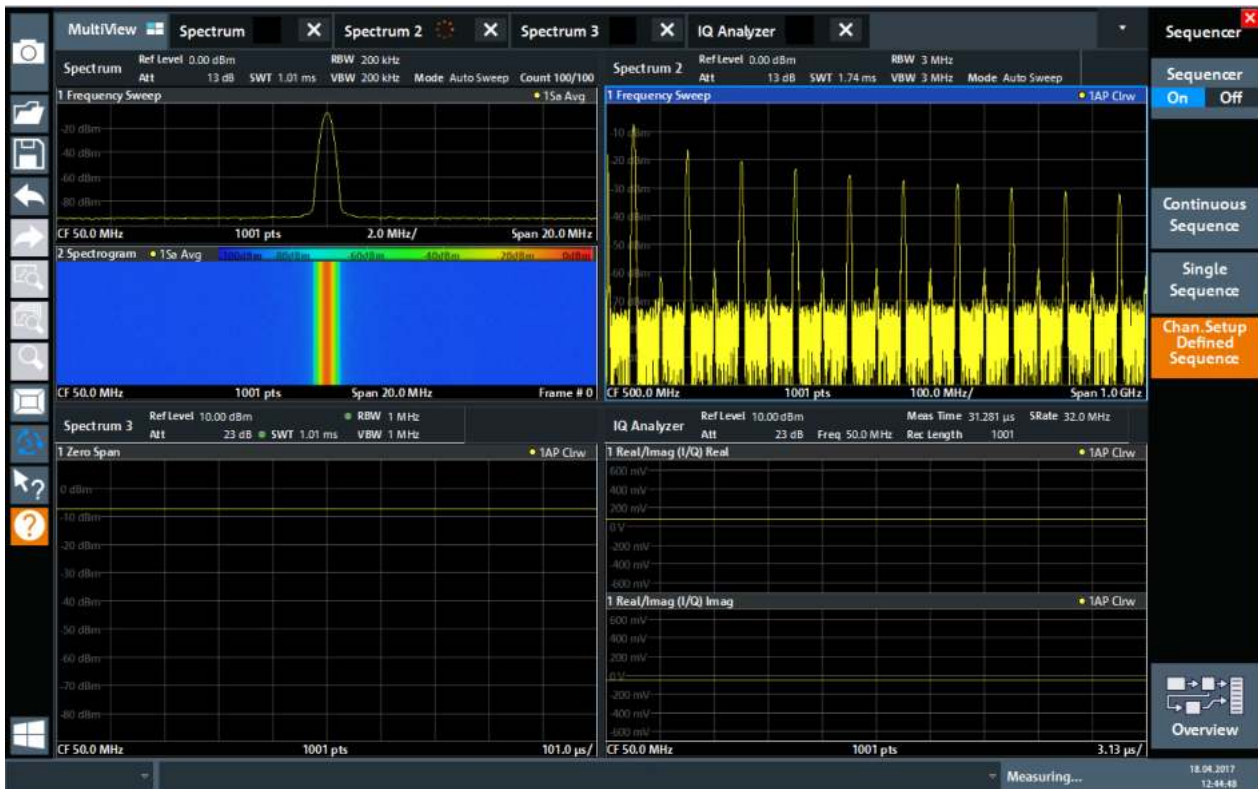 MultiView Spectrum Spectrum 2 Spectrum 3 IQ Analyzer
Sequencer
Spectrum
Ref Level 0.00 dBm RBW 200 kHz
Att 13 dB SWT 1.01 ms VBW 200 kHz Mode Auto Sweep Count 100/100
1 Frequency Sweep 1Sa Avg
-20 dBm
-40 dBm
-60 dBm
-80 dBm
CF 50.0 MHz 1001 pts 2.0 MHz/ Span 20.0 MHz
2 Spectrogram 1Sa Avg
-100dBm -80dBm -60dBm -40dBm -20dBm 0dBm
CF 50.0 MHz 1001 pts Span 20.0 MHz Frame # 0
Spectrum 2
Ref Level 0.00 dBm RBW 3 MHz
Att 13 dB SWT 1.74 ms VBW 3 MHz Mode Auto Sweep
1 Frequency Sweep 1AP Clrw
-10 dBm
-20 dBm
-30 dBm
-40 dBm
-50 dBm
-60 dBm
-70 dBm
CF 500.0 MHz 1001 pts 100.0 MHz/ Span 1.0 GHz
Spectrum 3
Ref Level 10.00 dBm RBW 1 MHz
Att 23 dB SWT 1.01 ms VBW 1 MHz
1 Zero Span 1AP Clrw
0 dBm
-10 dBm
-20 dBm
-30 dBm
-40 dBm
-50 dBm
-60 dBm
-70 dBm
-80 dBm
CF 50.0 MHz 1001 pts 101.0 µs/
IQ Analyzer
Ref Level 10.00 dBm Meas Time 31.281 µs SRate 32.0 MHz
Att 23 dB Freq 50.0 MHz Rec Length 1001
1 Real/Imag (I/Q) Real 1AP Clrw
600 mV
400 mV
200 mV
0 V
-200 mV
-400 mV
-600 mV
1 Real/Imag (I/Q) Imag 1AP Clrw
600 mV
400 mV
200 mV
0 V
-200 mV
-400 mV
-600 mV
CF 50.0 MHz 1001 pts 3.13 µs/
Sequencer
On Off
Continuous
Sequence
Single
Sequence
Chan.Setup
Defined
Sequence
Overview
Measuring...
18.04.2017
12:44:48